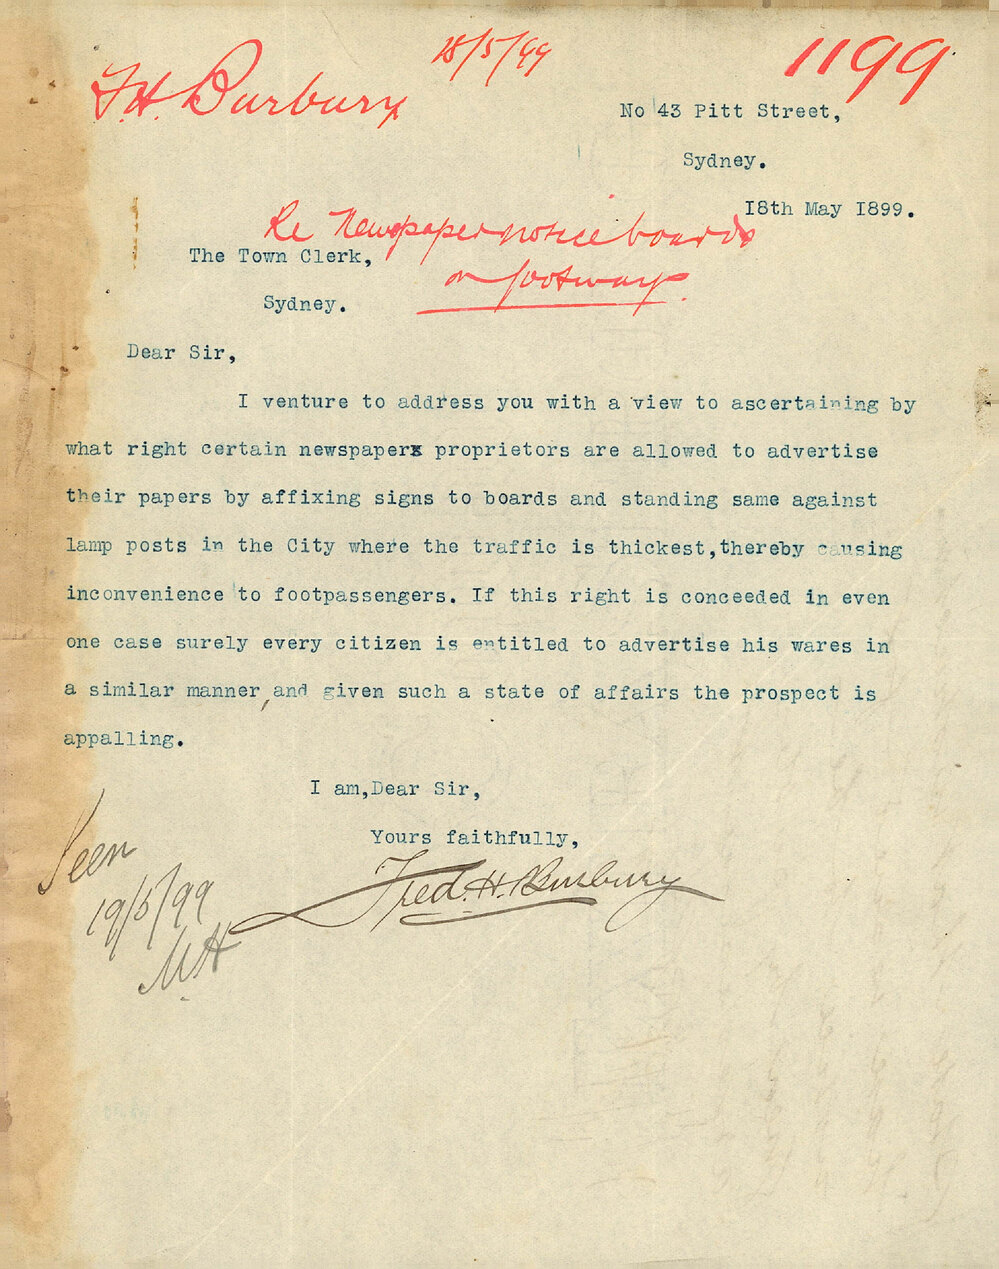 F.H. Burbury
18/5/99
1199
No 43 Pitt Street,
Sydney.
18th May 1899.
Re Newspaper notice boards
on footway.
The Town Clerk,
Sydney.
Dear Sir,
I venture to address you with a view to ascertaining by
what right certain newspaperx proprietors are allowed to advertise
their papers by affixing signs to boards and standing same against
lamp posts in the City where the traffic is thickest,thereby causing
inconvenience to footpassengers. If this right is conceeded in even
one case surely every citizen is entitled to advertise his wares in
a similar manner,and given such a state of affairs the prospect is
appalling.
I am,Dear Sir,
Yours faithfully,
Fred. H. Burbury
Seen
19/5/99
MH